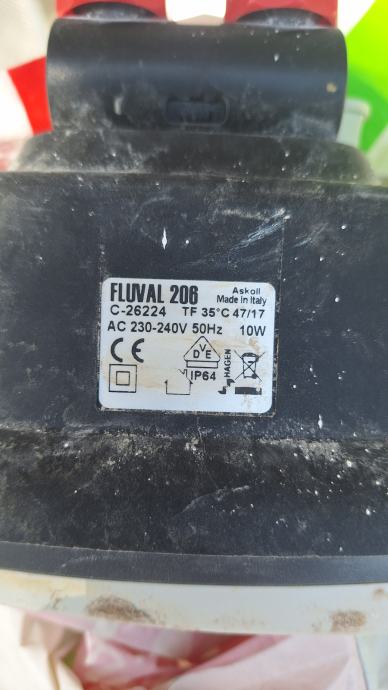 FLUVAL 206
Askoll
Made in Italy
C-26224 TF 35°C 47/17
AC 230-240V 50Hz 10W
CE
DVE
IP64
HAGEN